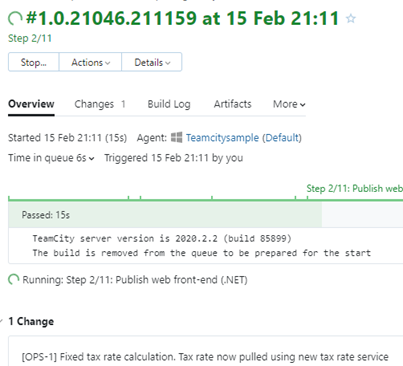 #1.0.21046.211159 at 15 Feb 21:11
Step 2/11
Stop... Actions Details
Overview Changes 1 Build Log Artifacts More
Started 15 Feb 21:11 (15s) Agent: Teamcitysample (Default)
Time in queue 6s Triggered 15 Feb 21:11 by you
Step 2/11: Publish web
Passed: 15s
TeamCity server version is 2020.2.2 (build 85899)
The build is removed from the queue to be prepared for the start
Running: Step 2/11: Publish web front-end (.NET)
1 Change
[OPS-1] Fixed tax rate calculation. Tax rate now pulled using new tax rate service